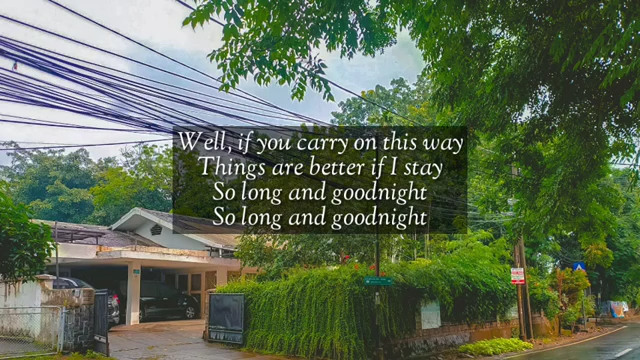 Well, if you carry on this way
Things are better if I stay
So long and goodnight
So long and goodnight